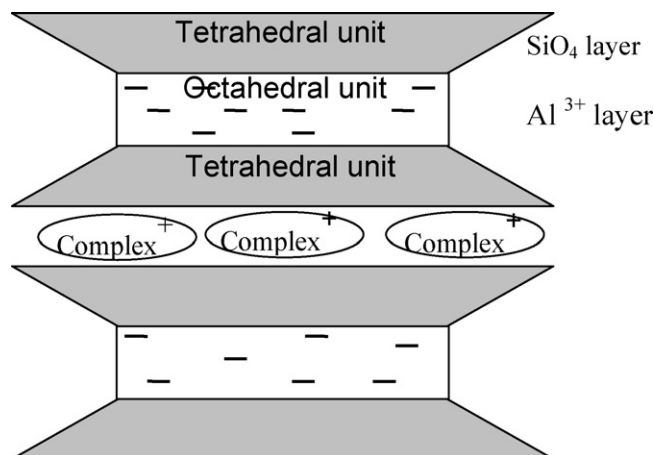 Tetrahedral unit
SiO₄ layer
Octahedral unit
Al ³⁺ layer
Tetrahedral unit
Complex + Complex + Complex +